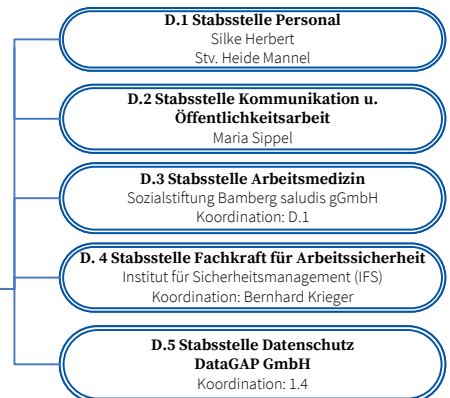 D.1 Stabsstelle Personal
Silke Herbert
Stv. Heide Mannel
D.2 Stabsstelle Kommunikation u.
Öffentlichkeitsarbeit
Maria Sippel
D.3 Stabsstelle Arbeitsmedizin
Sozialstiftung Bamberg saludis gGmbH
Koordination: D.1
D. 4 Stabsstelle Fachkraft für Arbeitssicherheit
Institut für Sicherheitsmanagement (IFS)
Koordination: Bernhard Krieger
D.5 Stabsstelle Datenschutz
DataGAP GmbH
Koordination: 1.4